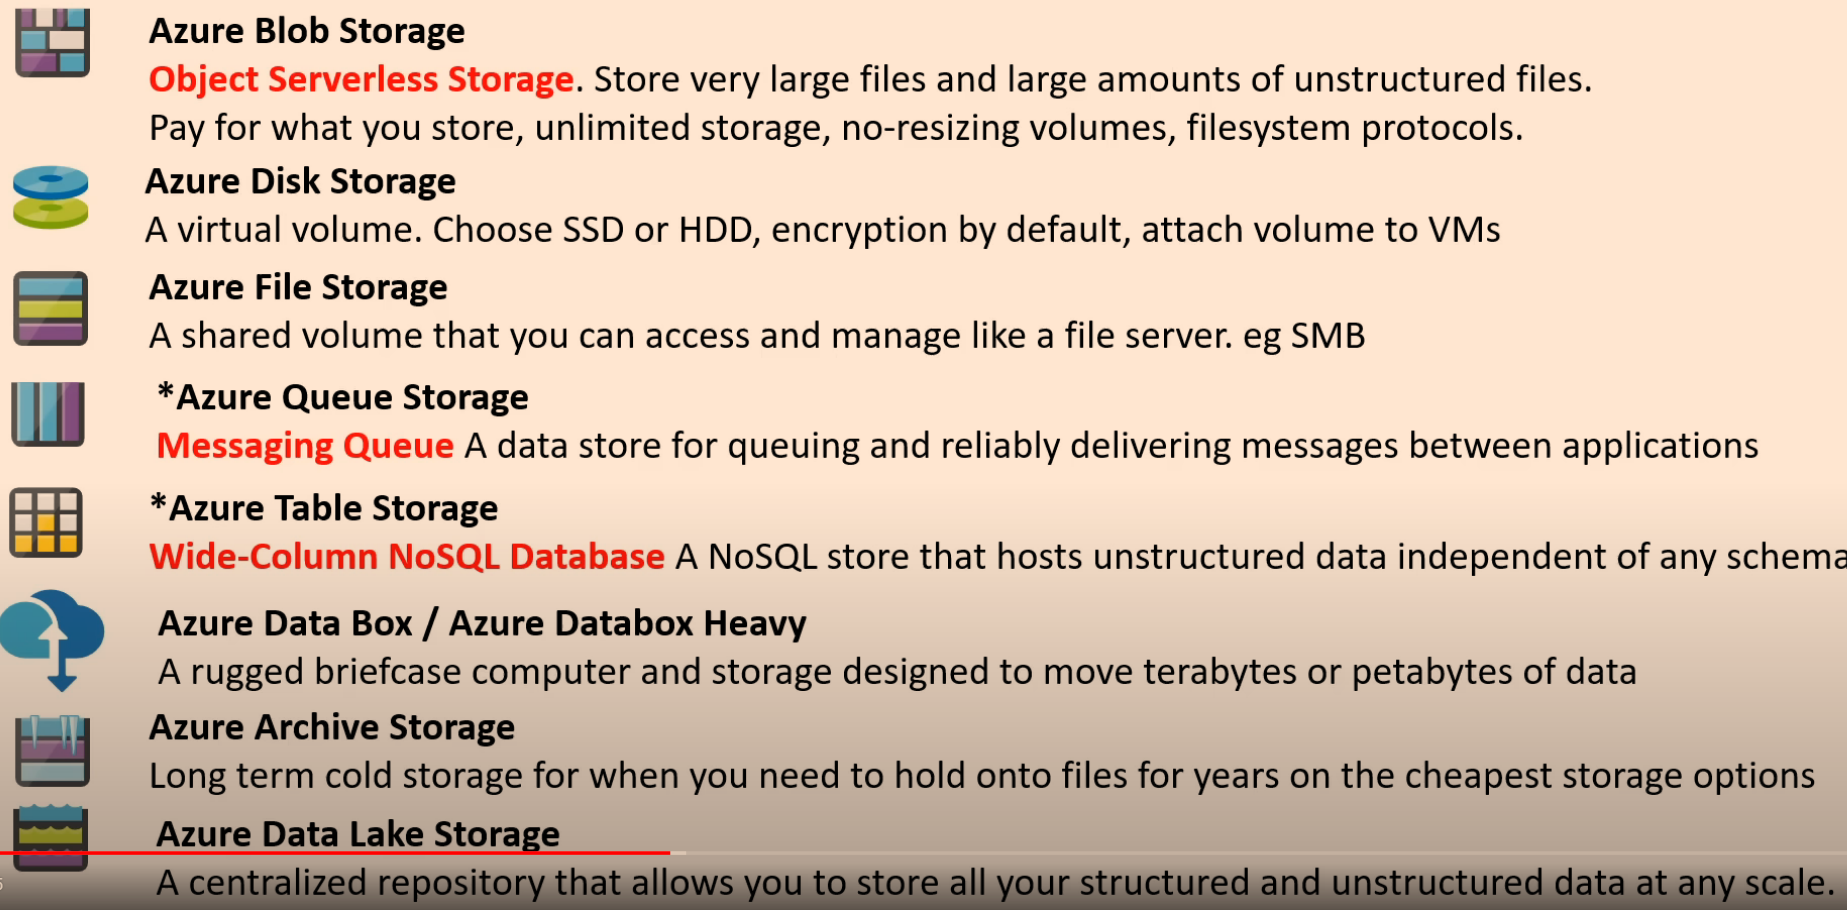 Azure Blob Storage
Object Serverless Storage. Store very large files and large amounts of unstructured files.
Pay for what you store, unlimited storage, no-resizing volumes, filesystem protocols.
Azure Disk Storage
A virtual volume. Choose SSD or HDD, encryption by default, attach volume to VMs
Azure File Storage
A shared volume that you can access and manage like a file server. eg SMB
*Azure Queue Storage
Messaging Queue A data store for queuing and reliably delivering messages between applications
*Azure Table Storage
Wide-Column NoSQL Database A NoSQL store that hosts unstructured data independent of any schema
Azure Data Box / Azure Databox Heavy
A rugged briefcase computer and storage designed to move terabytes or petabytes of data
Azure Archive Storage
Long term cold storage for when you need to hold onto files for years on the cheapest storage options
Azure Data Lake Storage
A centralized repository that allows you to store all your structured and unstructured data at any scale.